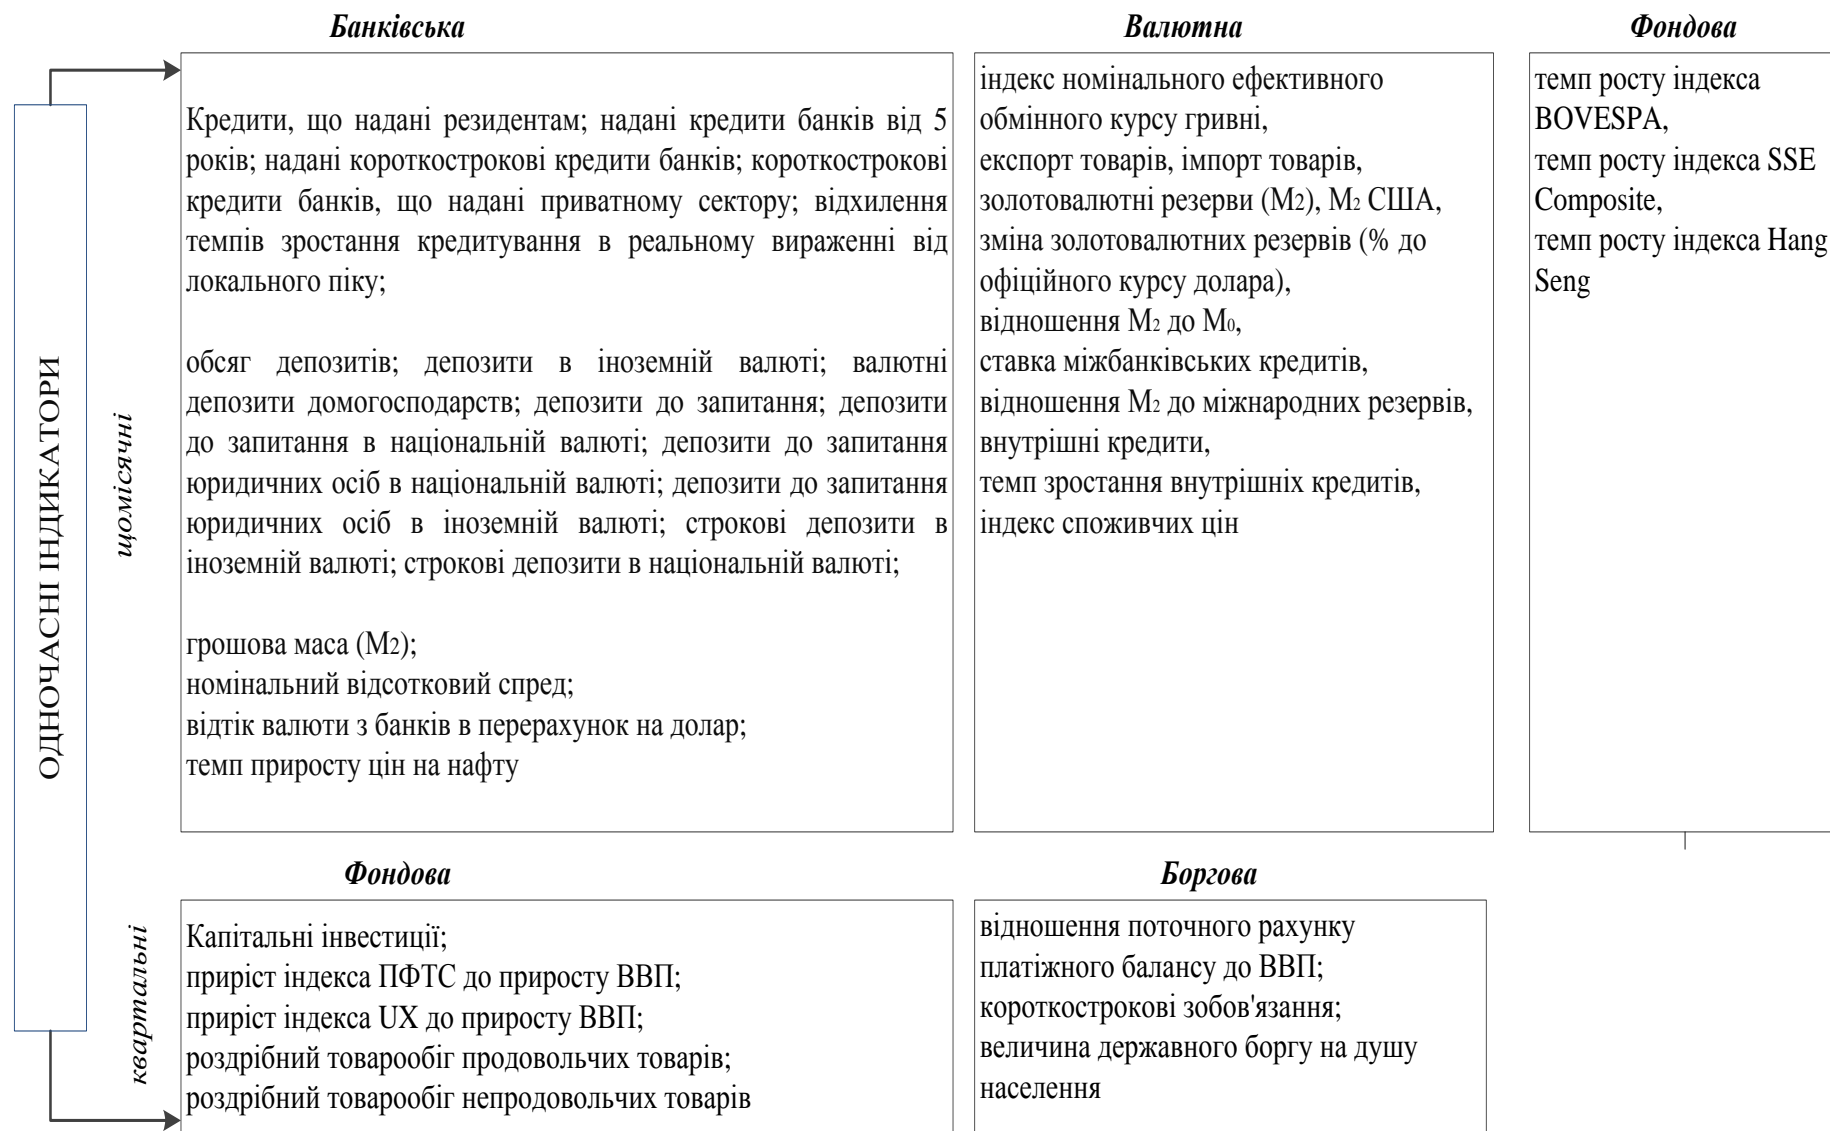 Банківська
Кредити, що надані резидентам; надані кредити банків від 5
років; надані короткострокові кредити банків; короткострокові
кредити банків, що надані приватному сектору; відхилення
темпів зростання кредитування в реальному вираженні від
локального піку;
обсяг депозитів; депозити в іноземній валюті; валютні
депозити домогосподарств; депозити до запитання; депозити
до запитання в національній валюті; депозити до запитання
юридичних осіб в національній валюті; депозити до запитання
юридичних осіб в іноземній валюті; строкові депозити в
іноземній валюті; строкові депозити в національній валюті;
грошова маса (М2);
номінальний відсотковий спред;
відтік валюти з банків в перерахунок на долар;
темп приросту цін на нафту
Валютна
індекс номінального ефективного
обмінного курсу гривні,
експорт товарів, імпорт товарів,
золотовалютні резерви (М2), М2 США,
зміна золотовалютних резервів (% до
офіційного курсу долара),
відношення М2 до М0,
ставка міжбанківських кредитів,
відношення М2 до міжнародних резервів,
внутрішні кредити,
темп зростання внутрішніх кредитів,
індекс споживчих цін
Фондова
темп росту індекса
BOVESPA,
темп росту індекса SSE
Composite,
темп росту індекса Hang
Seng
ОДНОЧАСНІ ІНДИКАТОРИ
щомісячні
квартальні
Фондова
Капітальні інвестиції;
приріст індекса ПФТС до приросту ВВП;
приріст індекса UX до приросту ВВП;
роздрібний товарообіг продовольчих товарів;
роздрібний товарообіг непродовольчих товарів
Боргова
відношення поточного рахунку
платіжного балансу до ВВП;
короткострокові зобов'язання;
величина державного боргу на душу
населення